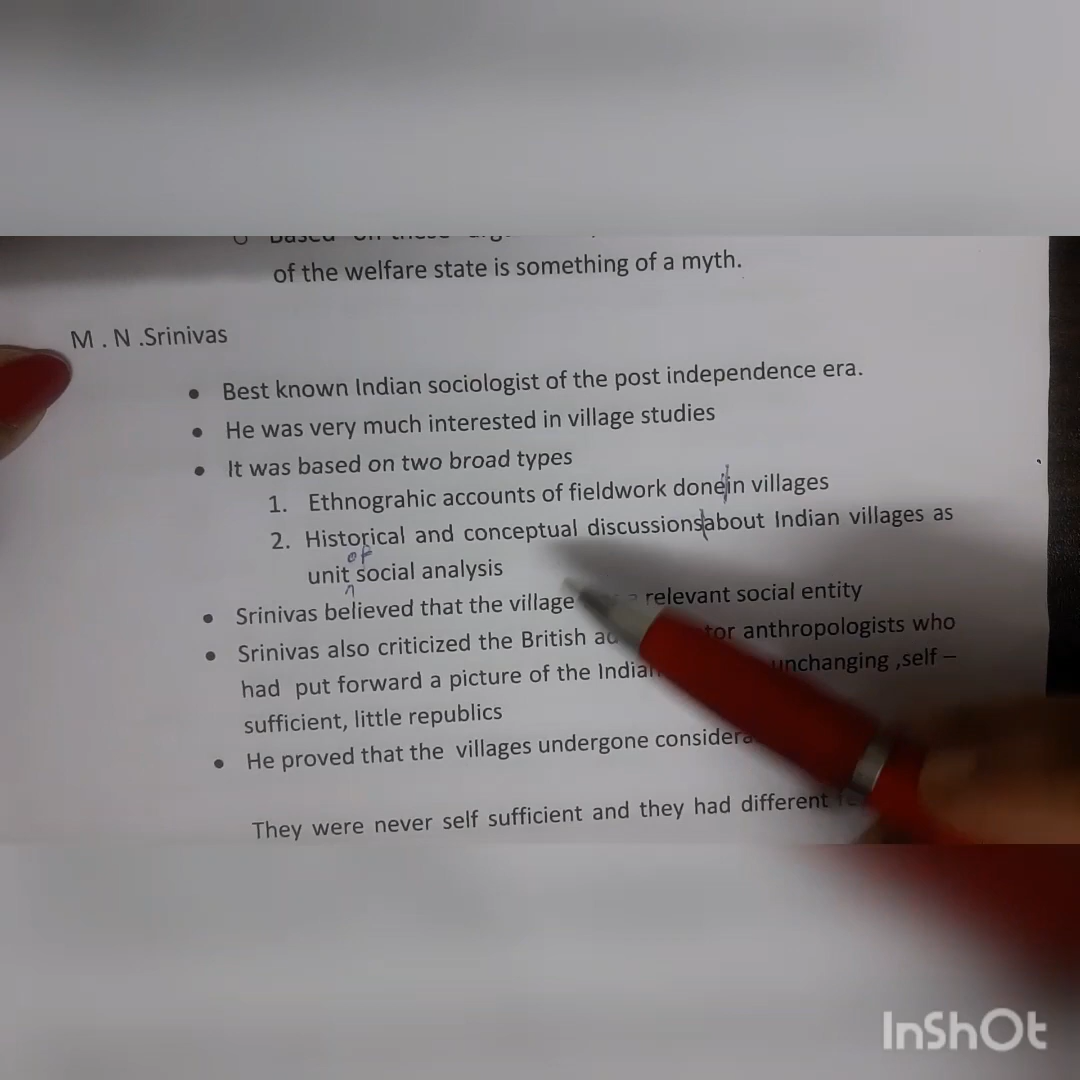 of the welfare state is something of a myth.
M . N .Srinivas
• Best known Indian sociologist of the post independence era.
• He was very much interested in village studies
• It was based on two broad types
1. Ethnograhic accounts of fieldwork done in villages
2. Historical and conceptual discussions about Indian villages as
of
unit social analysis
• Srinivas believed that the village relevant social entity
• Srinivas also criticized the British anthropologists who
had put forward a picture of the Indian unchanging ,self –
sufficient, little republics
• He proved that the villages undergone
They were never self sufficient and they had different
InShOt